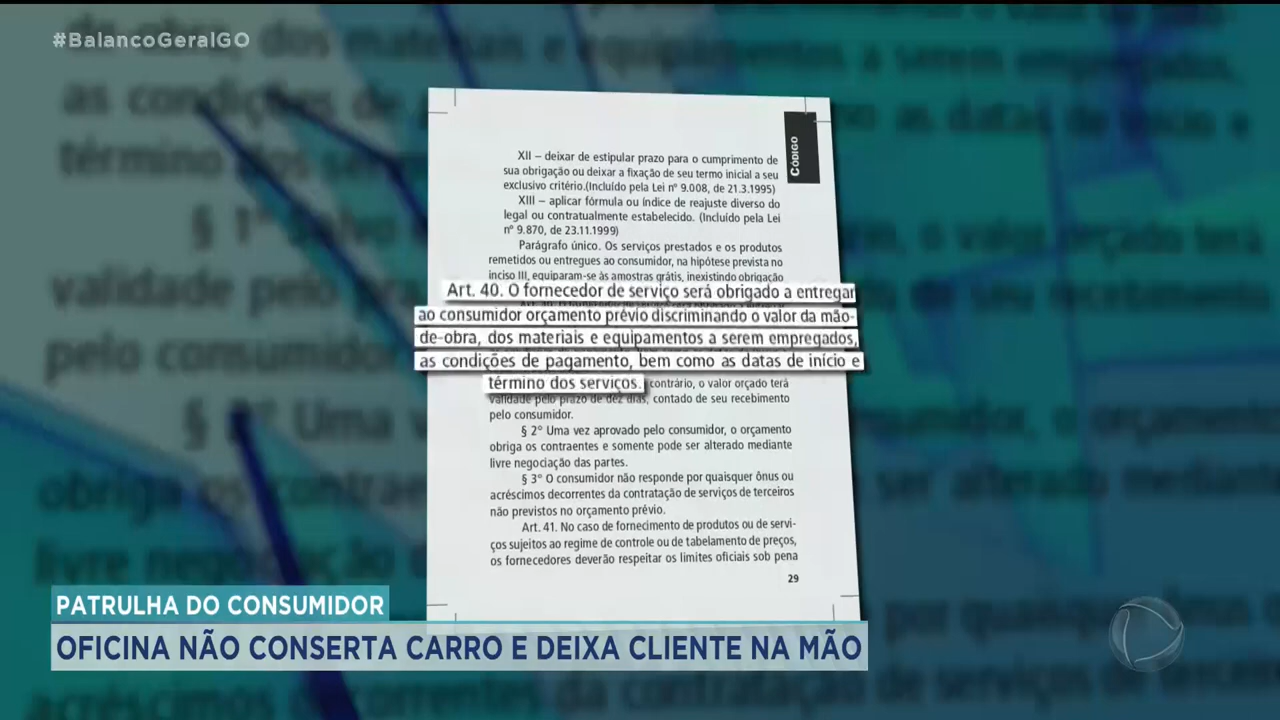 #BalancoGeralGO
CÓDIGO
XII – deixar de estipular prazo para o cumprimento de
sua obrigação ou deixar a fixação de seu termo inicial a seu
exclusivo critério.(Incluído pela Lei nº 9.008, de 21.3.1995)
XIII – aplicar fórmula ou índice de reajuste diverso do
legal ou contratualmente estabelecido. (Incluído pela Lei
nº 9.870, de 23.11.1999)
Parágrafo único. Os serviços prestados e os produtos
remetidos ou entregues ao consumidor, na hipótese prevista no
inciso III, equiparam-se às amostras grátis, inexistindo obrigação
Art. 40. O fornecedor de serviço será obrigado a entregar
ao consumidor orçamento prévio discriminando o valor da mão-
de-obra, dos materiais e equipamentos a serem empregados,
as condições de pagamento, bem como as datas de início e
término dos serviços.
contrário, o valor orçado terá
validade pelo prazo de dez dias, contado de seu recebimento
pelo consumidor.
§ 2º Uma vez aprovado pelo consumidor, o orçamento
obriga os contraentes e somente pode ser alterado mediante
livre negociação das partes.
§ 3º O consumidor não responde por quaisquer ônus ou
acréscimos decorrentes da contratação de serviços de terceiros
não previstos no orçamento prévio.
Art. 41. No caso de fornecimento de produtos ou de servi-
ços sujeitos ao regime de controle ou de tabelamento de preços,
os fornecedores deverão respeitar os limites oficiais sob pena
29
PATRULHA DO CONSUMIDOR
OFICINA NÃO CONSERTA CARRO E DEIXA CLIENTE NA MÃO